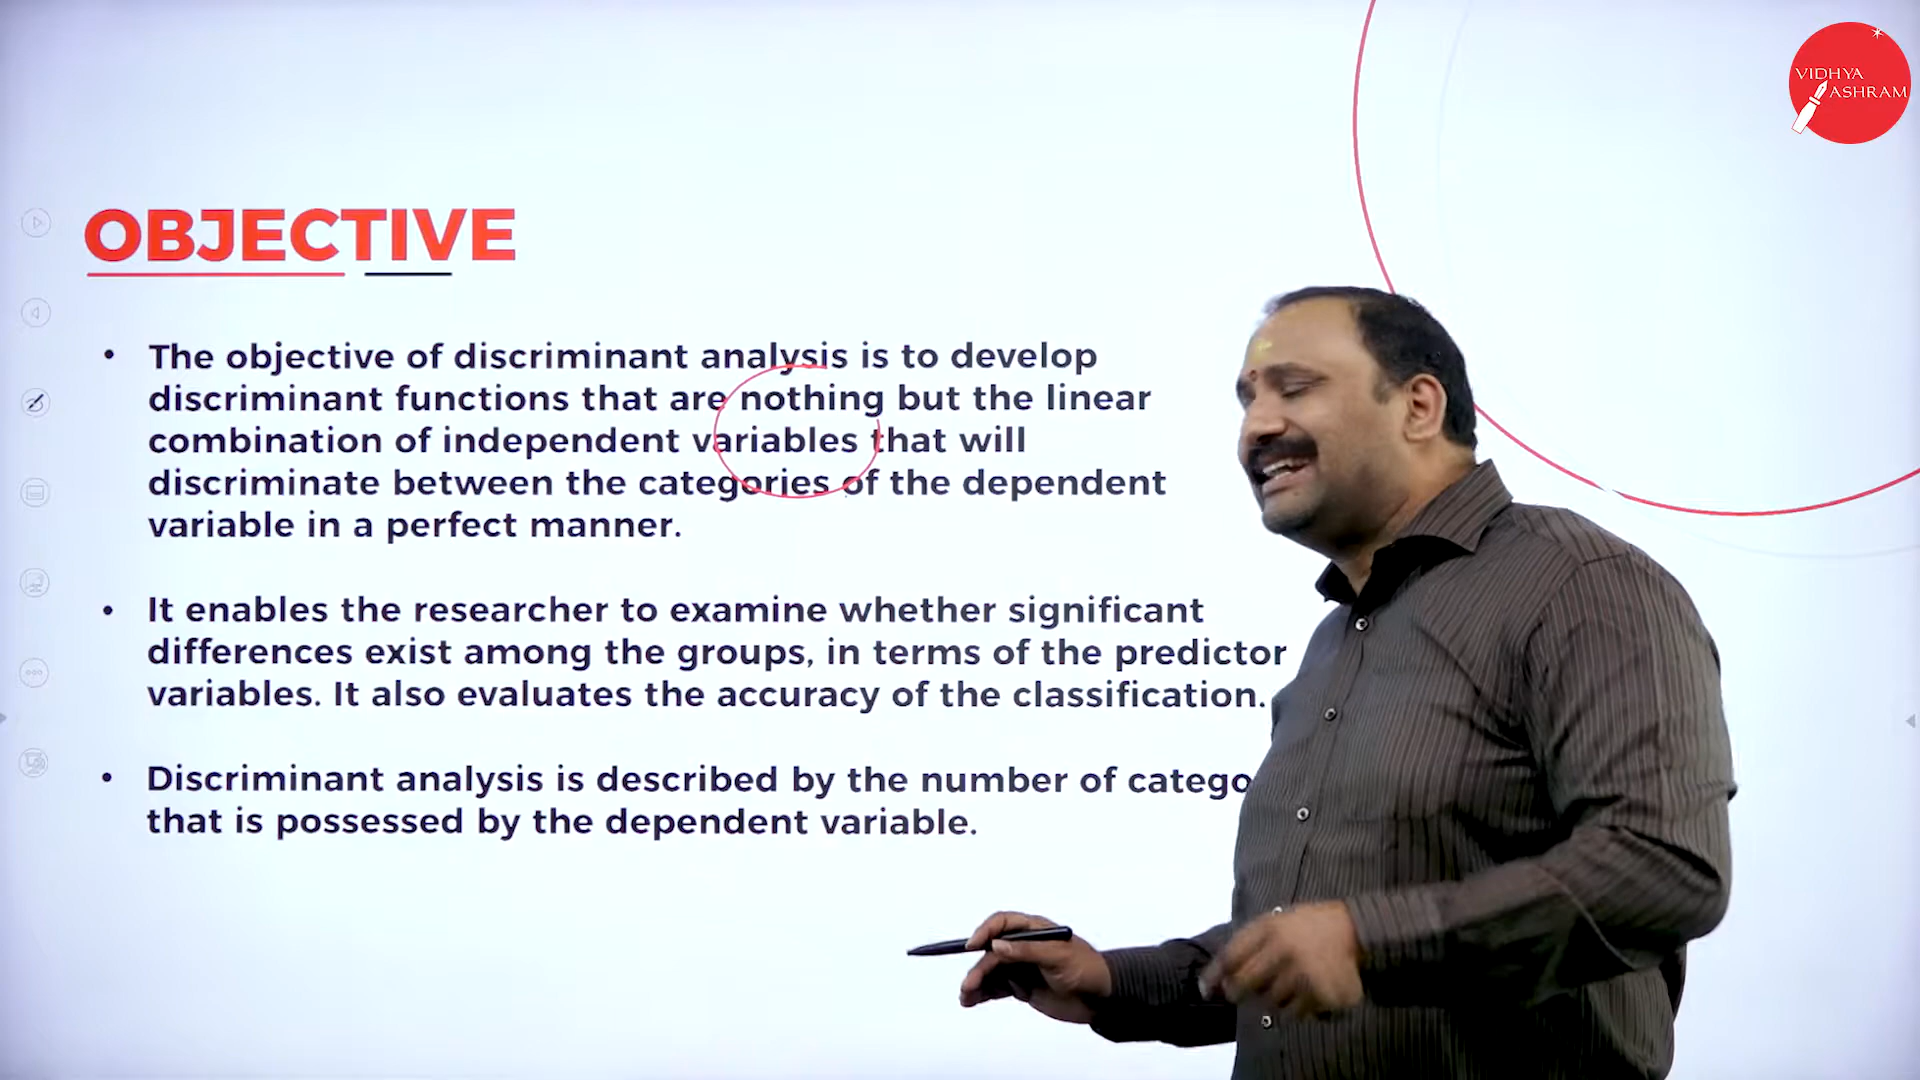 VIDHYA
ASHRAM
OBJECTIVE
• The objective of discriminant analysis is to develop
discriminant functions that are nothing but the linear
combination of independent variables that will
discriminate between the categories of the dependent
variable in a perfect manner.
• It enables the researcher to examine whether significant
differences exist among the groups, in terms of the predictor
variables. It also evaluates the accuracy of the classification.
• Discriminant analysis is described by the number of
that is possessed by the dependent variable.